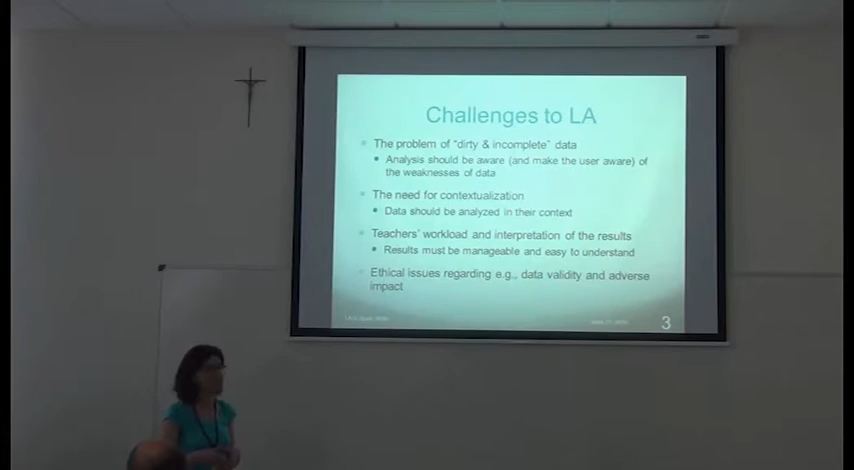 Challenges to LA
The problem of "dirty & incomplete" data
Analysis should be aware (and make the user aware) of
the weaknesses of data
The need for contextualization
Data should be analyzed in their context
Teachers' workload and interpretation of the results
Results must be manageable and easy to understand
Ethical issues regarding e.g., data validity and adverse
impact
3